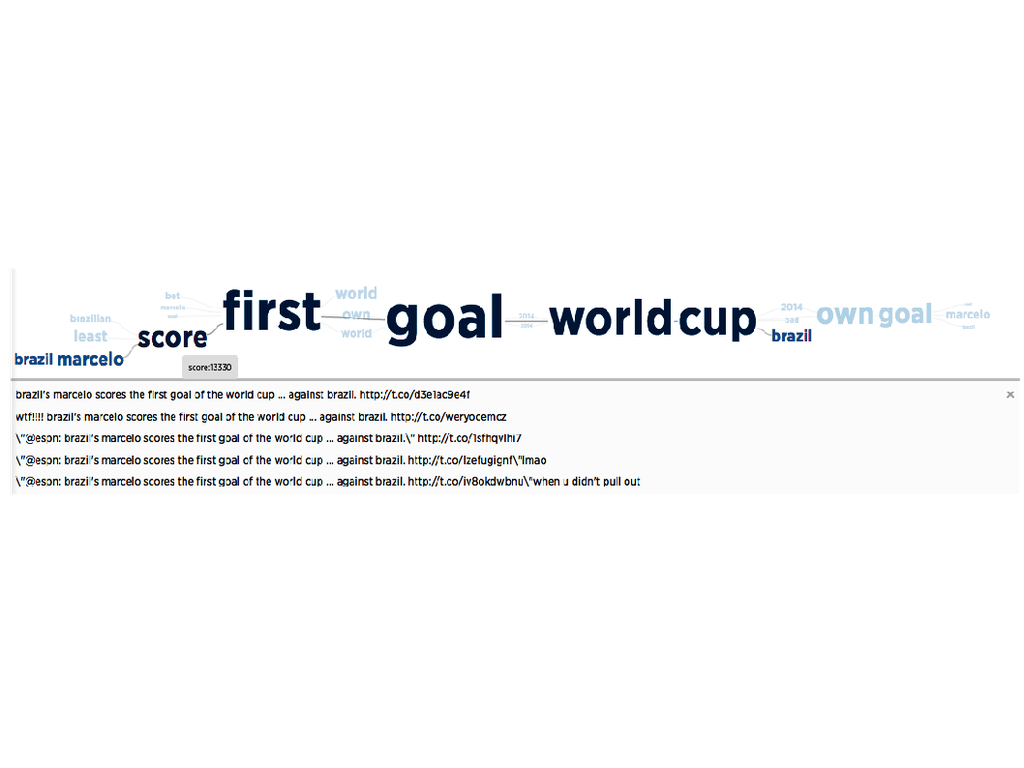 bet
marcelo
world
brazilian
least
brazil marcelo
score
first
own
world
goal
2014
2014
world cup
2014
brazil
own goal
marcelo
score:13330
brazil's marcelo scores the first goal of the world cup ... against brazil. http://t.co/d3e1ac9e4f
wtf!!!! brazil's marcelo scores the first goal of the world cup ... against brazil. http://t.co/weryocemcz
\"@espn: brazil's marcelo scores the first goal of the world cup ... against brazil.\" http://t.co/1sfhqvlhi7
\"@espn: brazil's marcelo scores the first goal of the world cup ... against brazil. http://t.co/lzefugignf\"lmao
\"@espn: brazil's marcelo scores the first goal of the world cup ... against brazil. http://t.co/iv8okdwbnu\"when u didn't pull out